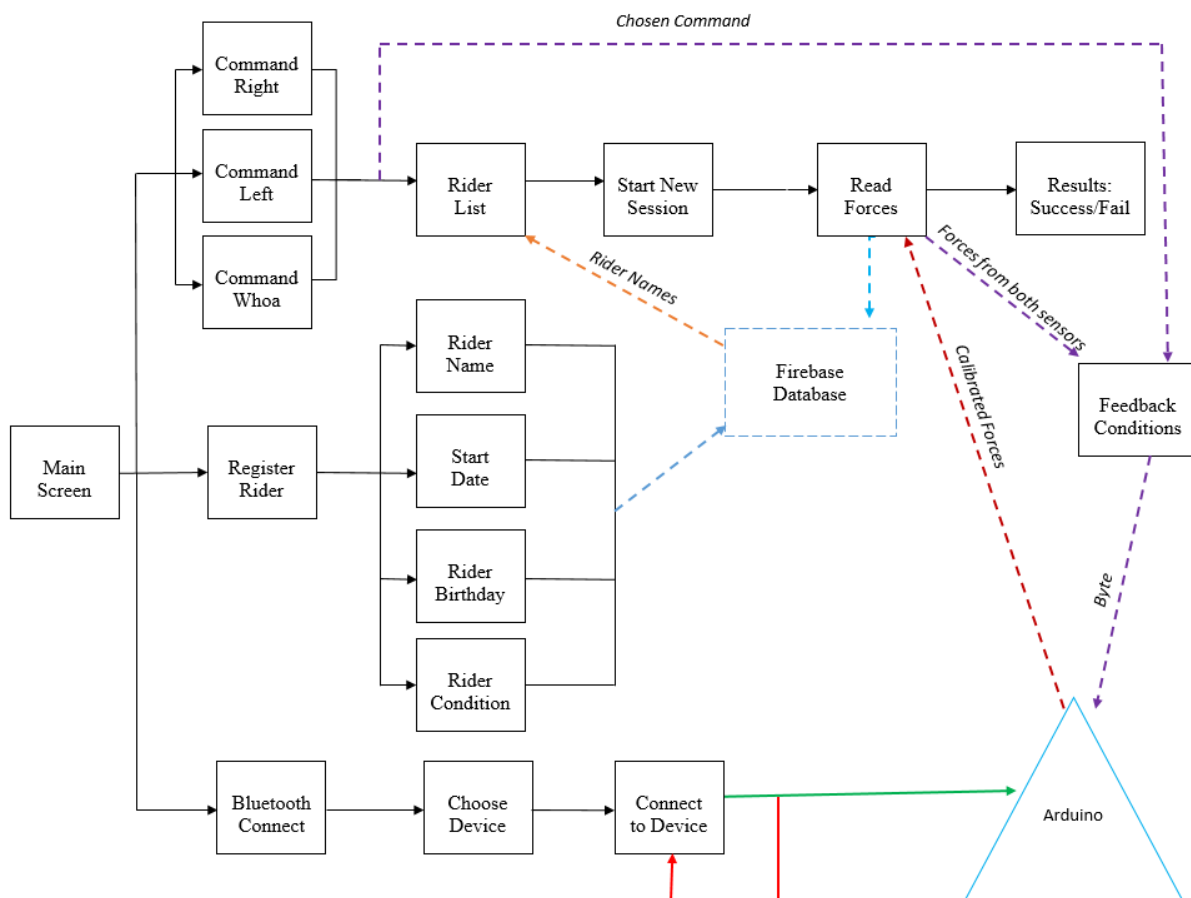 Chosen Command
Command
Right
Command
Left
Command
Whoa
Rider
List
Start New
Session
Read
Forces
Results:
Success/Fail
Rider Names
Forces from both sensors
Calibrated Forces
Firebase
Database
Feedback
Conditions
Byte
Main
Screen
Register
Rider
Rider
Name
Start
Date
Rider
Birthday
Rider
Condition
Bluetooth
Connect
Choose
Device
Connect
to Device
Arduino